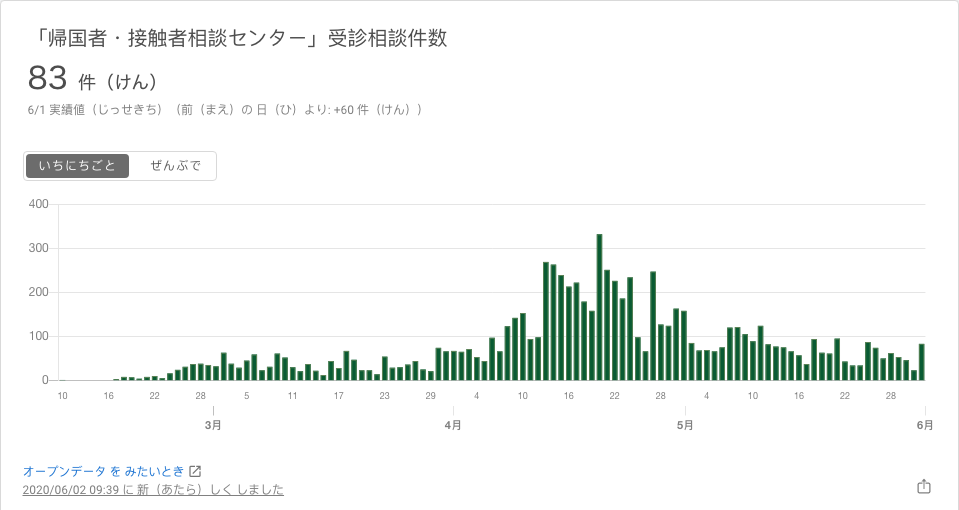 「帰国者・接触者相談センター」受診相談件数
83 件（けん）
6/1 実績値（じっせきち）（前（まえ）の 日（ひ）より: +60 件（けん））
いちにちごと ぜんぶで
400
300
200
100
0
10 16 22 28 5 11 17 23 29 4 10 16 22 28 4 10 16 22 28
3月 4月 5月 6月
オープンデータ を みたいとき
2020/06/02 09:39 に 新（あたら）しく しました